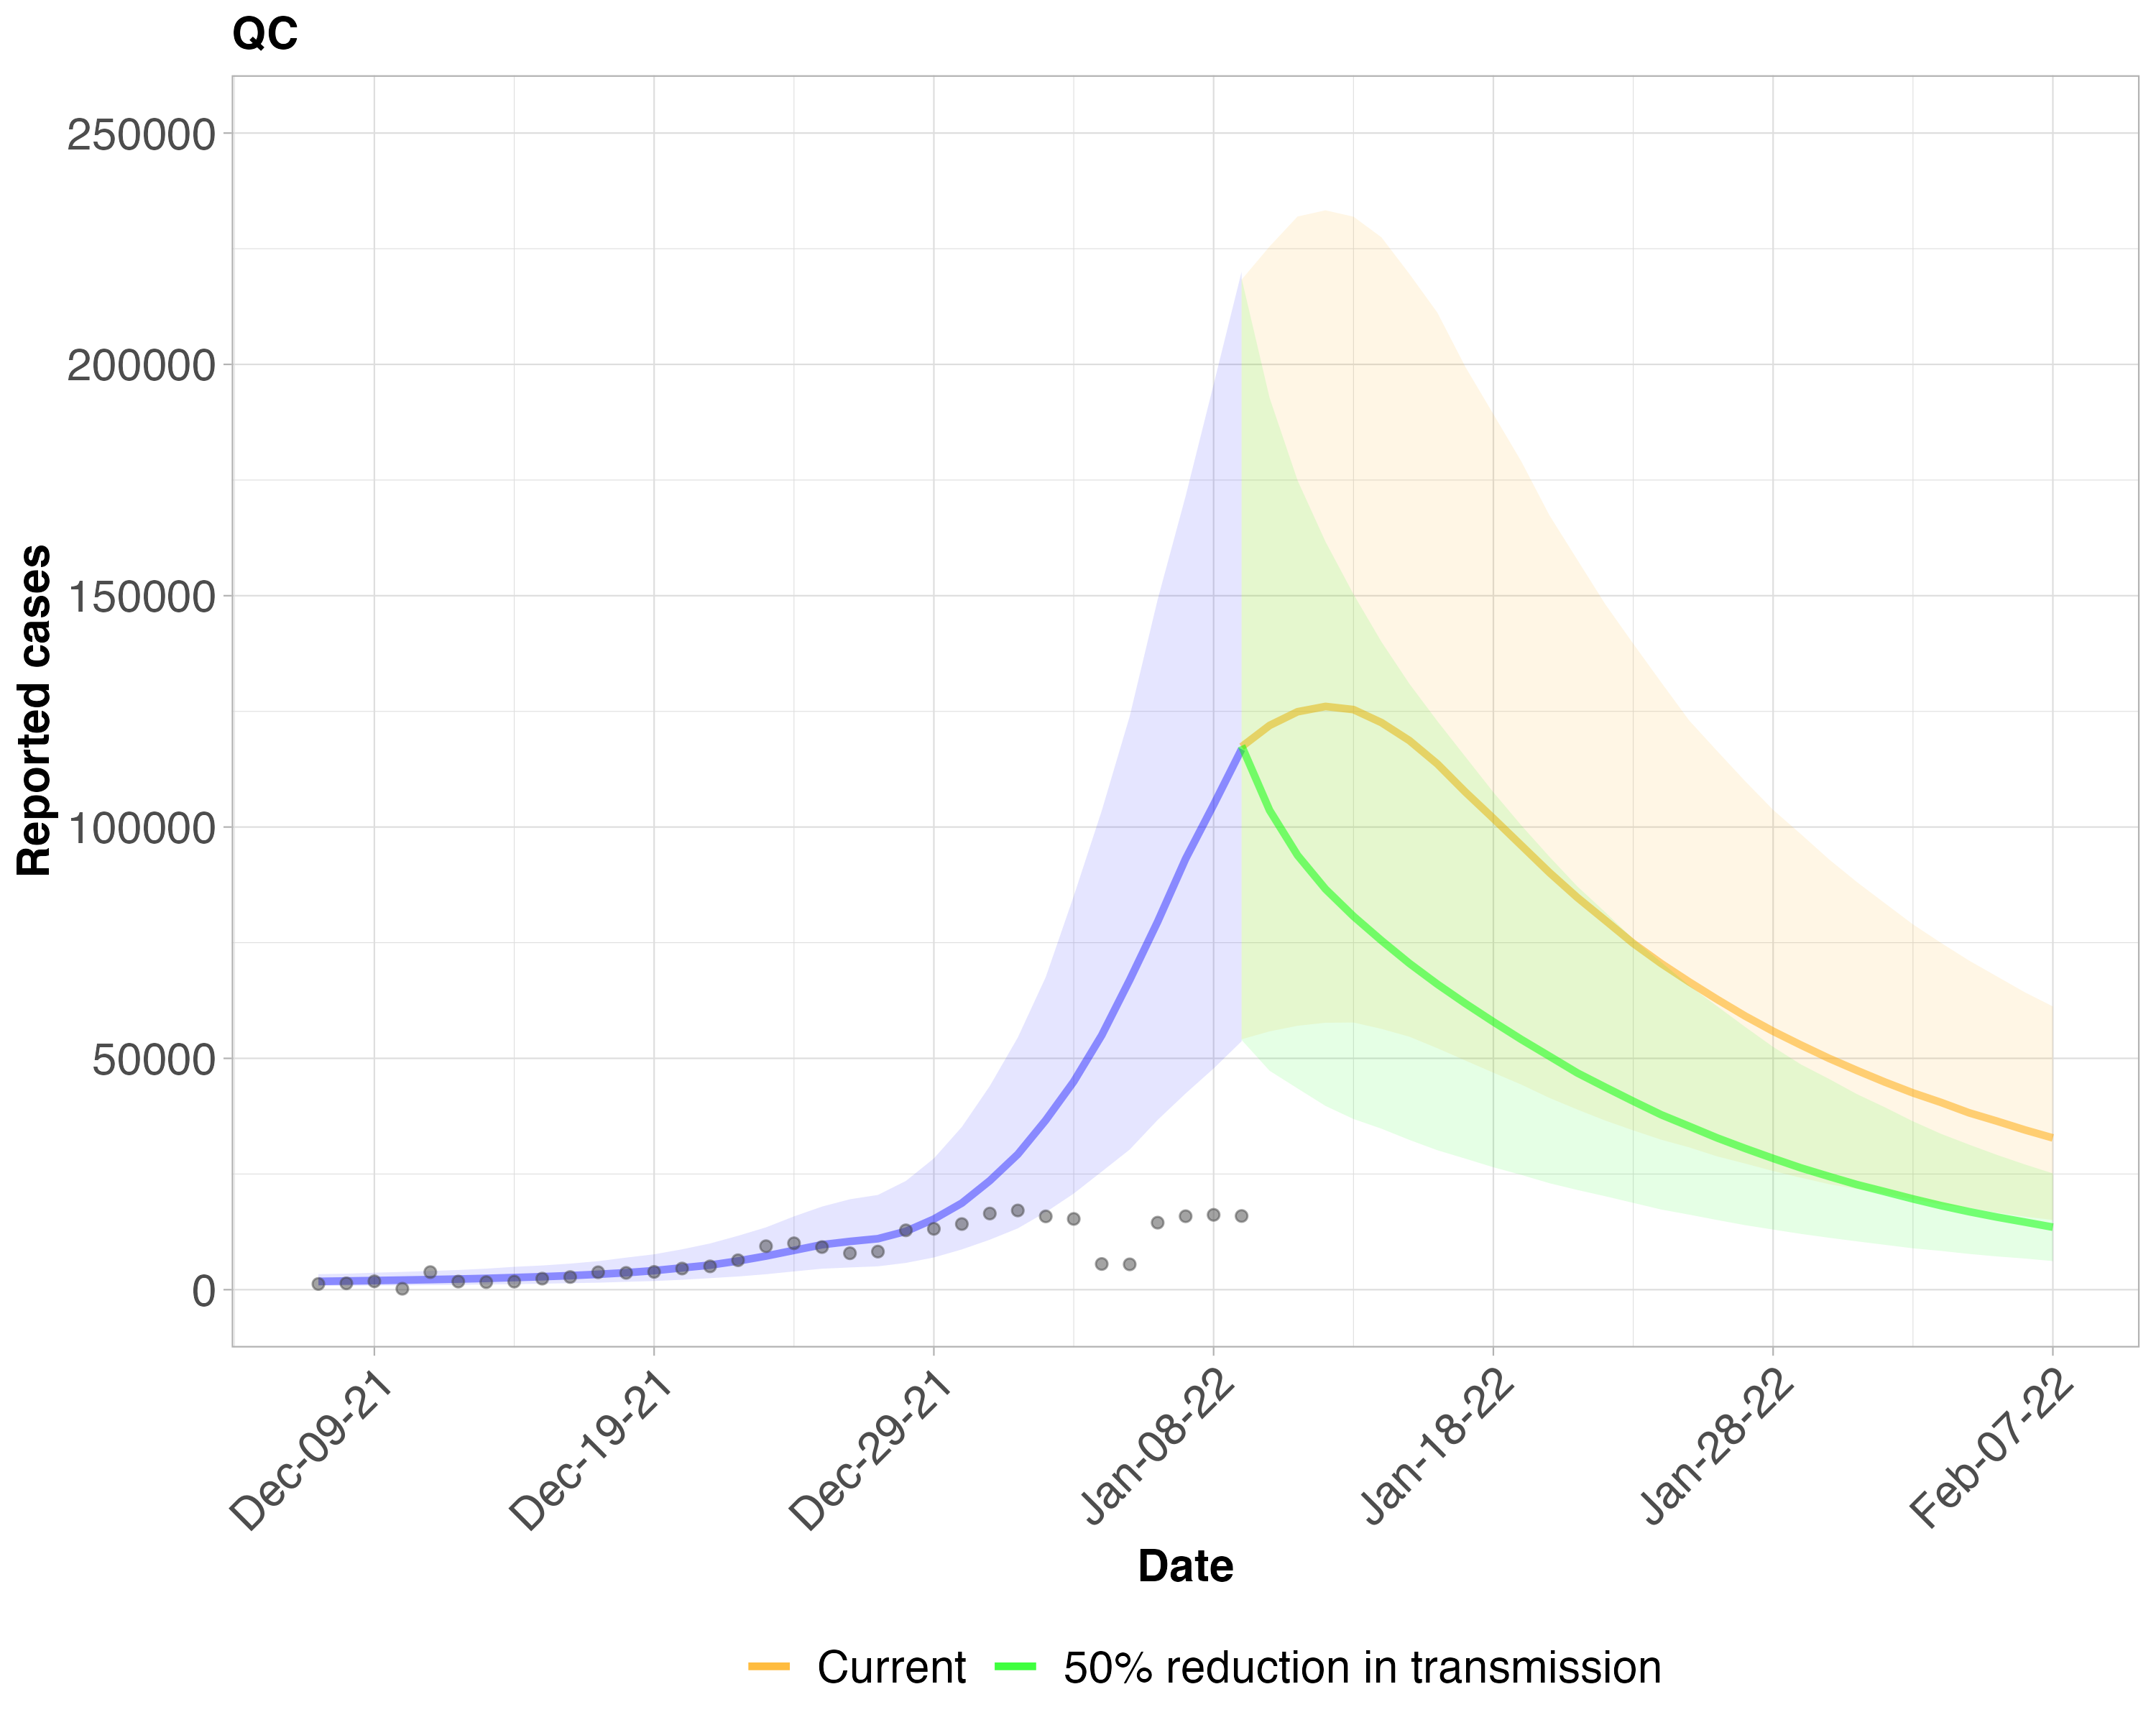 QC
Reported cases
250000
200000
150000
100000
50000
0
Dec-09-21
Dec-19-21
Dec-29-21
Jan-08-22
Jan-18-22
Jan-28-22
Feb-07-22
Date
Current
50% reduction in transmission